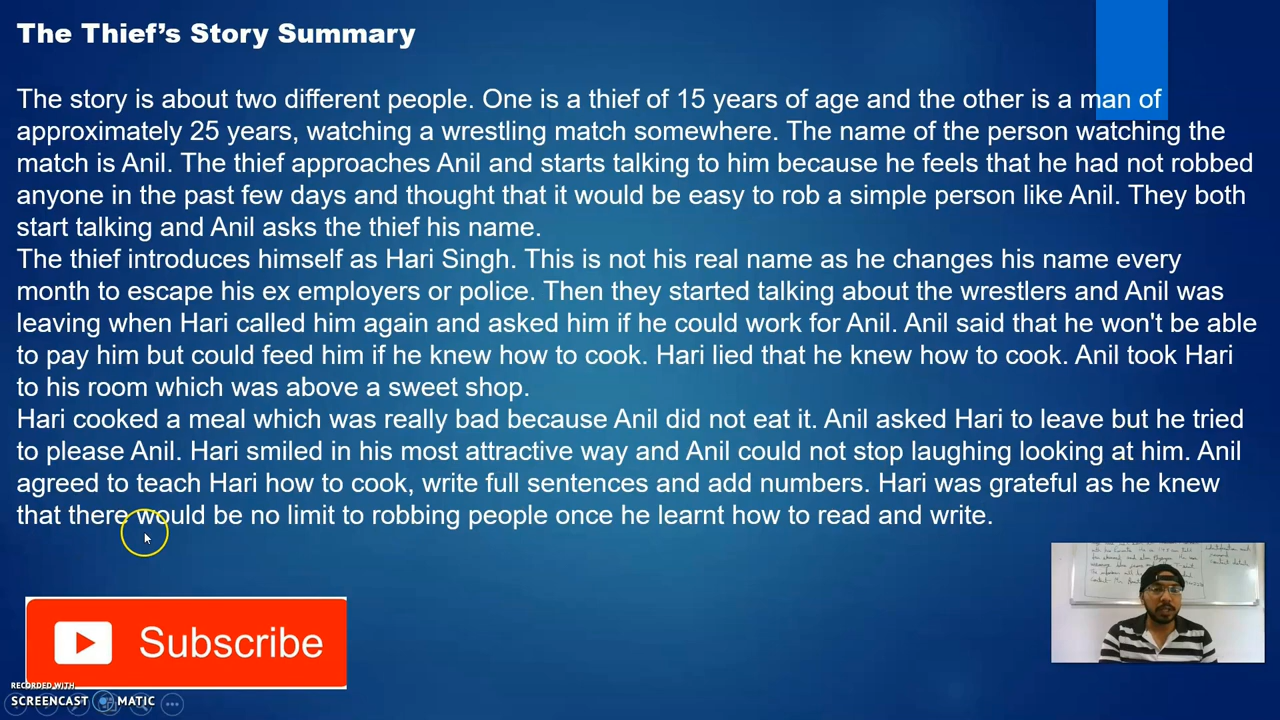 The Thief’s Story Summary
The story is about two different people. One is a thief of 15 years of age and the other is a man of
approximately 25 years, watching a wrestling match somewhere. The name of the person watching the
match is Anil. The thief approaches Anil and starts talking to him because he feels that he had not robbed
anyone in the past few days and thought that it would be easy to rob a simple person like Anil. They both
start talking and Anil asks the thief his name.
The thief introduces himself as Hari Singh. This is not his real name as he changes his name every
month to escape his ex employers or police. Then they started talking about the wrestlers and Anil was
leaving when Hari called him again and asked him if he could work for Anil. Anil said that he won't be able
to pay him but could feed him if he knew how to cook. Hari lied that he knew how to cook. Anil took Hari
to his room which was above a sweet shop.
Hari cooked a meal which was really bad because Anil did not eat it. Anil asked Hari to leave but he tried
to please Anil. Hari smiled in his most attractive way and Anil could not stop laughing looking at him. Anil
agreed to teach Hari how to cook, write full sentences and add numbers. Hari was grateful as he knew
that there would be no limit to robbing people once he learnt how to read and write.
Subscribe
RECORDED WITH
SCREENCAST MATIC